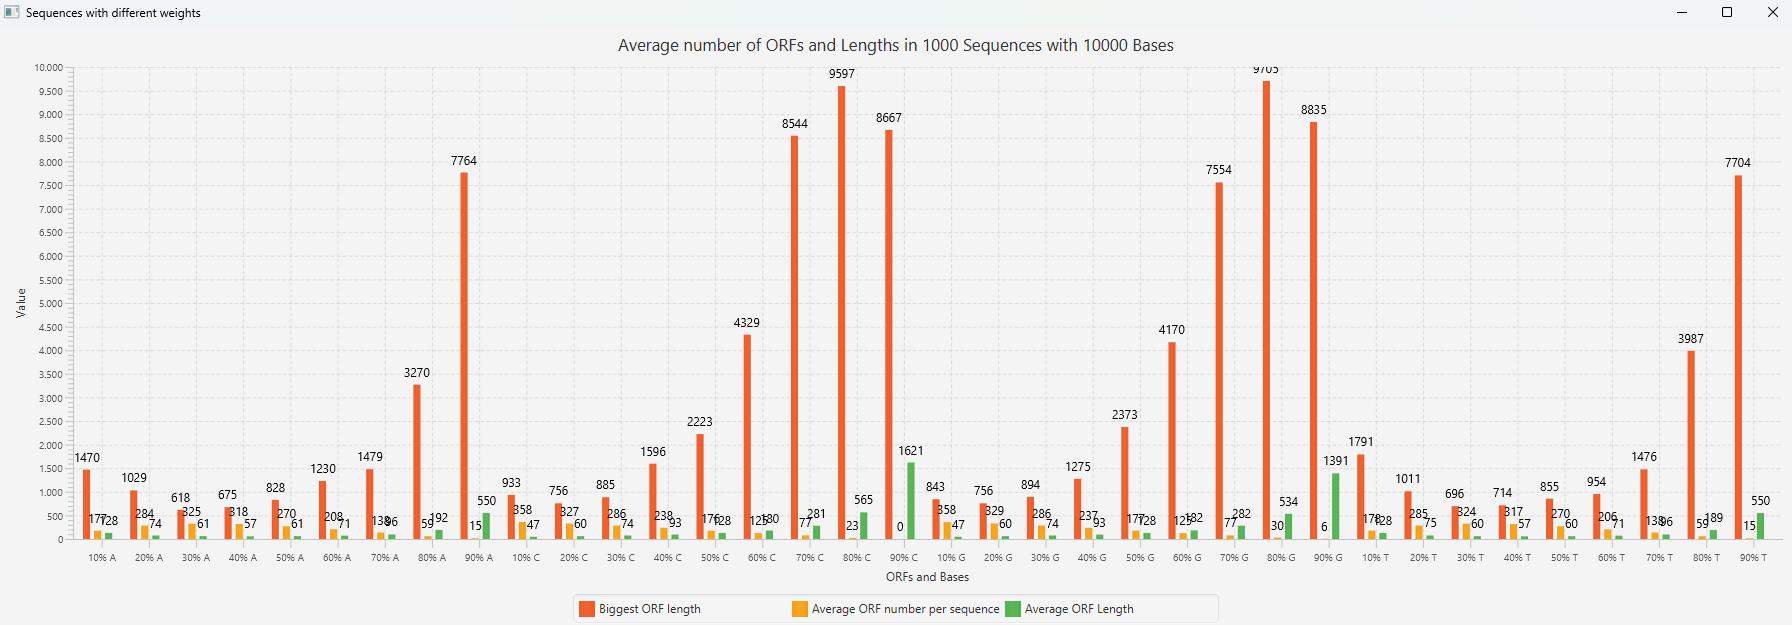 Sequences with different weights
Average number of ORFs and Lengths in 1000 Sequences with 10000 Bases
Value
10.000
9.500
9.000
8.500
8.000
7.500
7.000
6.500
6.000
5.500
5.000
4.500
4.000
3.500
3.000
2.500
2.000
1.500
1.000
500
0
1470 177 128
1029 284 74
618 325 61
675 318 57
828 270 61
1230 208 71
1479 138 96
3270 59 192
7764 15 550
933 358 47
756 327 60
885 286 74
1596 238 93
2223 176 128
4329 125 180
8544 77 281
9597 23 565
8667 0 1621
843 358 47
756 329 60
894 286 74
1275 237 93
2373 177 128
4170 125 182
7554 77 282
9705 30 534
8835 6 1391
1791 178 128
1011 285 75
696 324 60
714 317 57
855 270 60
954 206 71
1476 138 96
3987 59 189
7704 15 550
10% A 20% A 30% A 40% A 50% A 60% A 70% A 80% A 90% A 10% C 20% C 30% C 40% C 50% C 60% C 70% C 80% C 90% C 10% G 20% G 30% G 40% G 50% G 60% G 70% G 80% G 90% G 10% T 20% T 30% T 40% T 50% T 60% T 70% T 80% T 90% T
ORFs and Bases
Biggest ORF length Average ORF number per sequence Average ORF Length